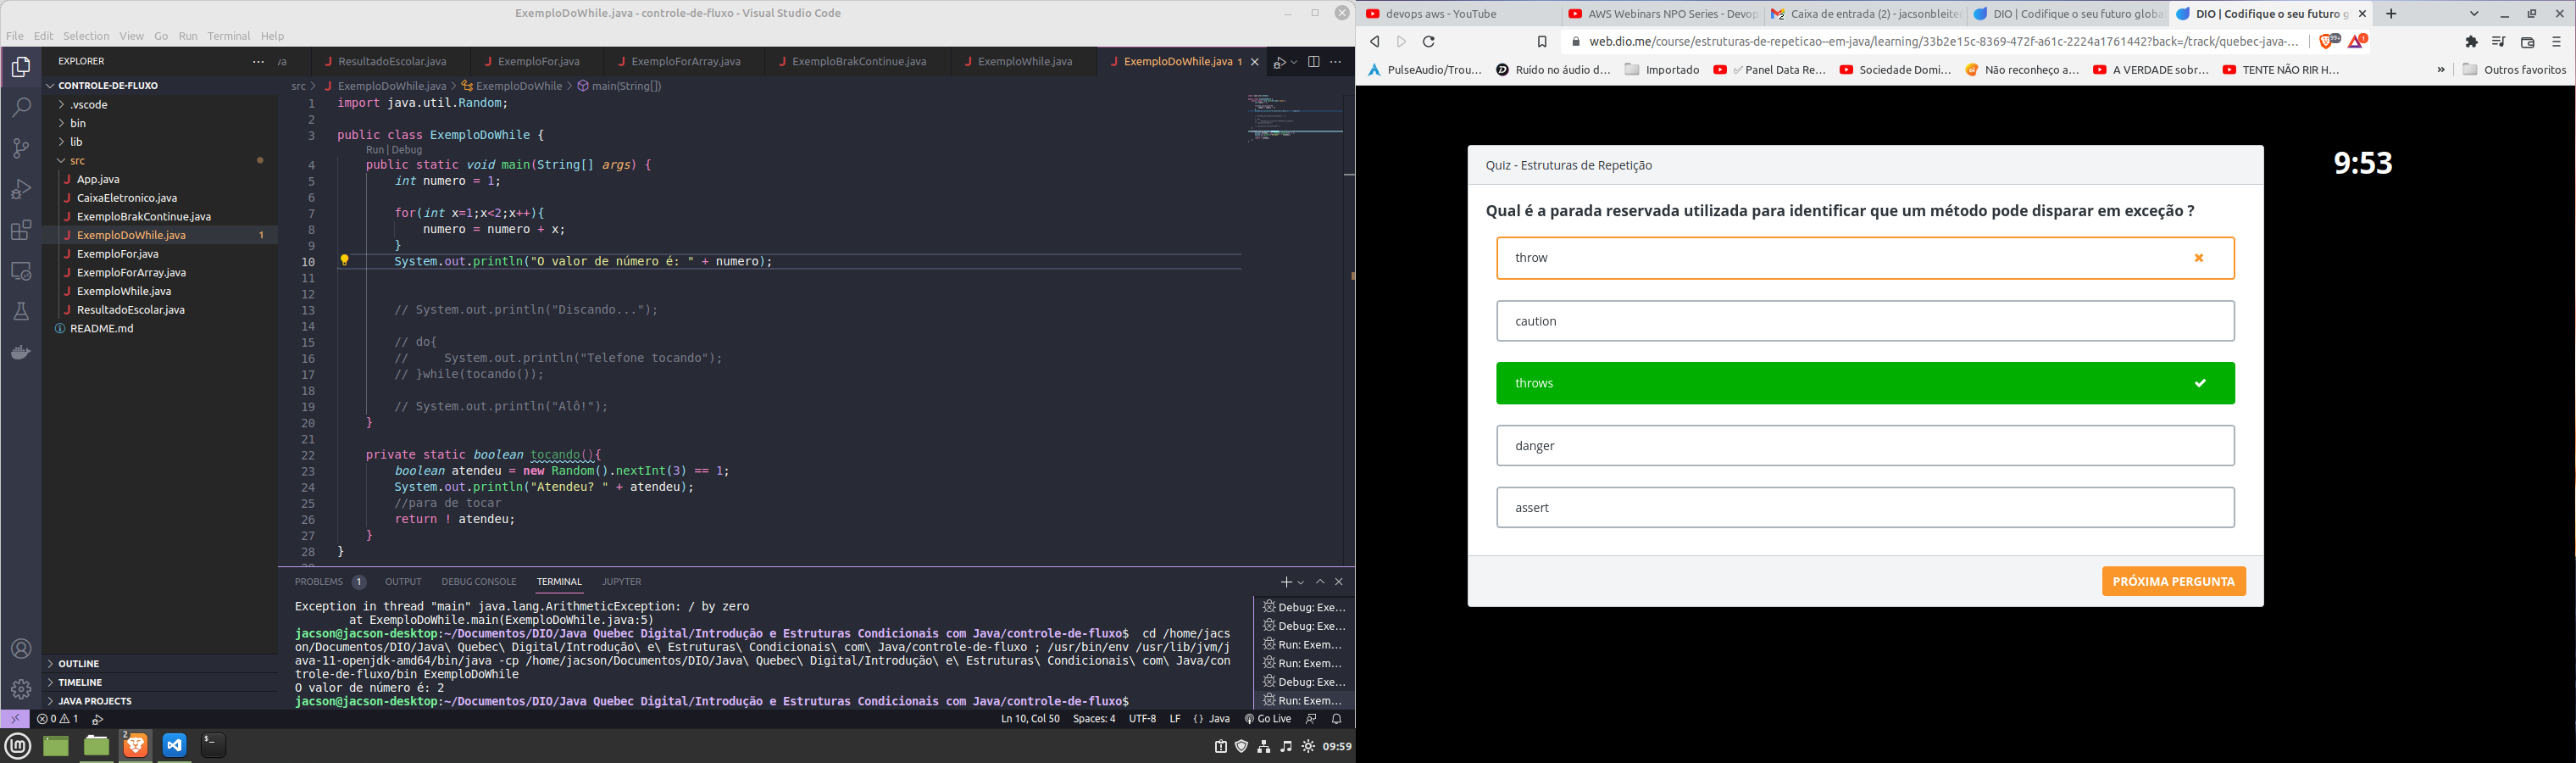 ExemploDoWhile.java - controle-de-fluxo - Visual Studio Code
File Edit Selection View Go Run Terminal Help
EXPLORER
CONTROLE-DE-FLUXO
.vscode
bin
lib
src
App.java
CaixaEletronico.java
ExemploBrakContinue.java
ExemploDoWhile.java 1
ExemploFor.java
ExemploForArray.java
ExemploWhile.java
ResultadoEscolar.java
README.md
OUTLINE
TIMELINE
JAVA PROJECTS
va ResultadoEscolar.java ExemploFor.java ExemploForArray.java ExemploBrakContinue.java ExemploWhile.java ExemploDoWhile.java 1
src > ExemploDoWhile.java > ExemploDoWhile > main(String[])
1 import java.util.Random;
2
3 public class ExemploDoWhile {
Run | Debug
4 public static void main(String[] args) {
5 int numero = 1;
6
7 for(int x=1;x<2;x++){
8 numero = numero + x;
9 }
10 System.out.println("O valor de número é: " + numero);
11
12
13 // System.out.println("Discando...");
14
15 // do{
16 // System.out.println("Telefone tocando");
17 // }while(tocando());
18
19 // System.out.println("Alô!");
20 }
21
22 private static boolean tocando(){
23 boolean atendeu = new Random().nextInt(3) == 1;
24 System.out.println("Atendeu? " + atendeu);
25 //para de tocar
26 return ! atendeu;
27 }
28 }
PROBLEMS 1 OUTPUT DEBUG CONSOLE TERMINAL JUPYTER
Exception in thread "main" java.lang.ArithmeticException: / by zero
at ExemploDoWhile.main(ExemploDoWhile.java:5)
jacson@jacson-desktop:~/Documentos/DIO/Java Quebec Digital/Introdução e Estruturas Condicionais com Java/controle-de-fluxo$ cd /home/jacs
on/Documentos/DIO/Java\ Quebec\ Digital/Introdução\ e\ Estruturas\ Condicionais\ com\ Java/controle-de-fluxo ; /usr/bin/env /usr/lib/jvm/j
ava-11-openjdk-amd64/bin/java -cp /home/jacson/Documentos/DIO/Java\ Quebec\ Digital/Introdução\ e\ Estruturas\ Condicionais\ com\ Java/con
trole-de-fluxo/bin ExemploDoWhile
O valor de número é: 2
jacson@jacson-desktop:~/Documentos/DIO/Java Quebec Digital/Introdução e Estruturas Condicionais com Java/controle-de-fluxo$
Debug: Exe...
Debug: Exe...
Run: Exem...
Run: Exem...
Debug: Exe...
Run: Exem...
0 1 Ln 10, Col 50 Spaces: 4 UTF-8 LF {} Java Go Live
2 09:59
devops aws - YouTube AWS Webinars NPO Series - Devop Caixa de entrada (2) - jacsonbleite DIO | Codifique o seu futuro globa DIO | Codifique o seu futuro g
web.dio.me/course/estruturas-de-repeticao--em-java/learning/33b2e15c-8369-472f-a61c-2224a1761442?back=/track/quebec-java-... 99+ 1
PulseAudio/Trou... Ruído no áudio d... Importado Panel Data Re... Sociedade Domi... Não reconheço a... A VERDADE sobr... TENTE NÃO RIR H... » Outros favoritos
9:53
Quiz - Estruturas de Repetição
Qual é a parada reservada utilizada para identificar que um método pode disparar em exceção ?
throw
caution
throws
danger
assert
PRÓXIMA PERGUNTA